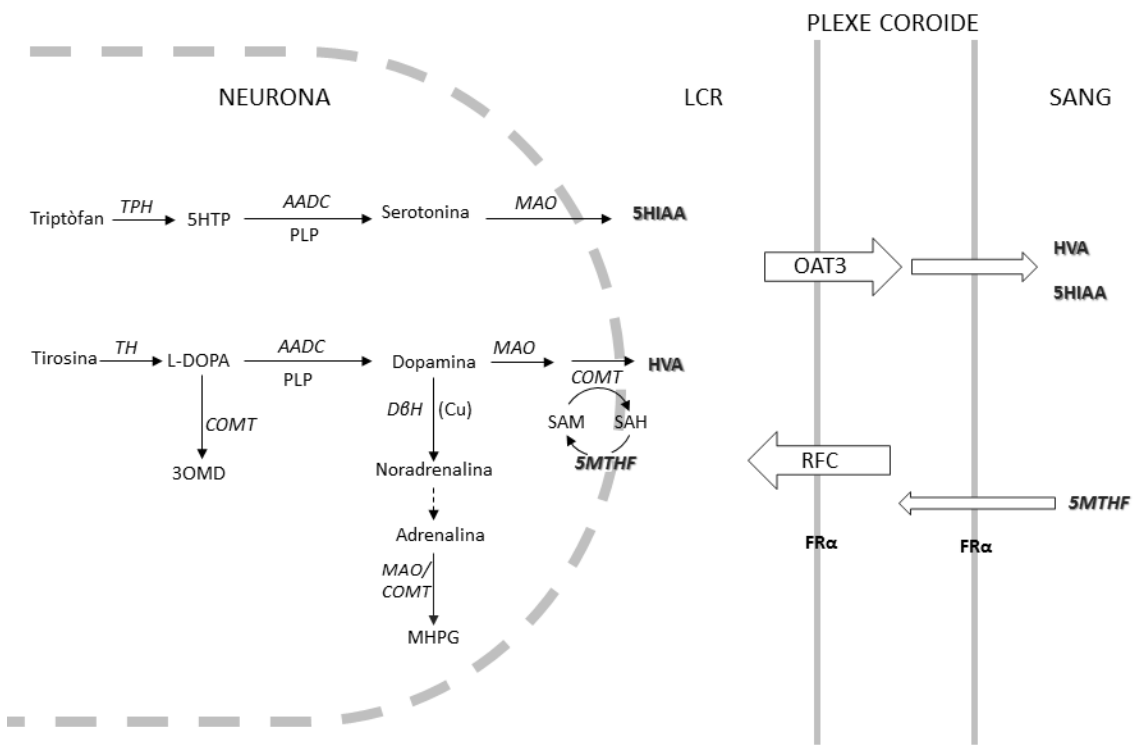 PLEXE COROIDE
NEURONA
LCR
SANG
Triptòfan
TPH
5HTP
AADC
PLP
Serotonina
MAO
5HIAA
OAT3
HVA
5HIAA
Tirosina
TH
L-DOPA
AADC
PLP
Dopamina
MAO
COMT
HVA
COMT
3OMD
DβH (Cu)
SAM
SAH
5MTHF
Noradrenalina
Adrenalina
MAO/
COMT
MHPG
RFC
5MTHF
FRα
FRα